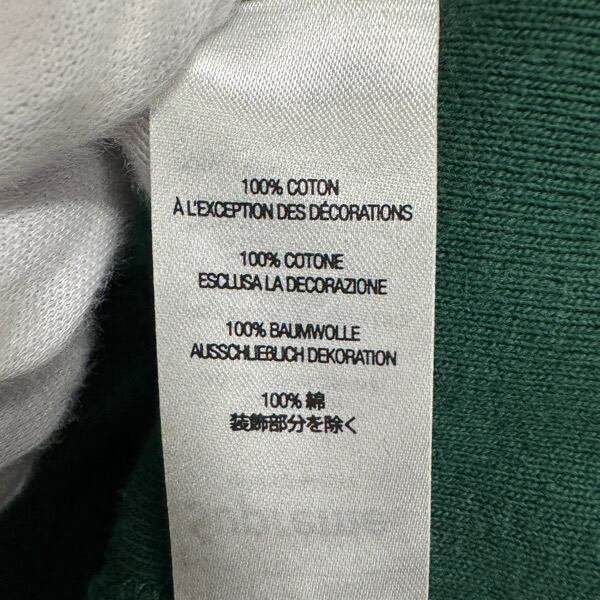 100% COTON
À L'EXCEPTION DES DÉCORATIONS
100% COTONE
ESCLUSA LA DECORAZIONE
100% BAUMWOLLE
AUSSCHLIEßLICH DEKORATION
100% 綿
装飾部分を除く